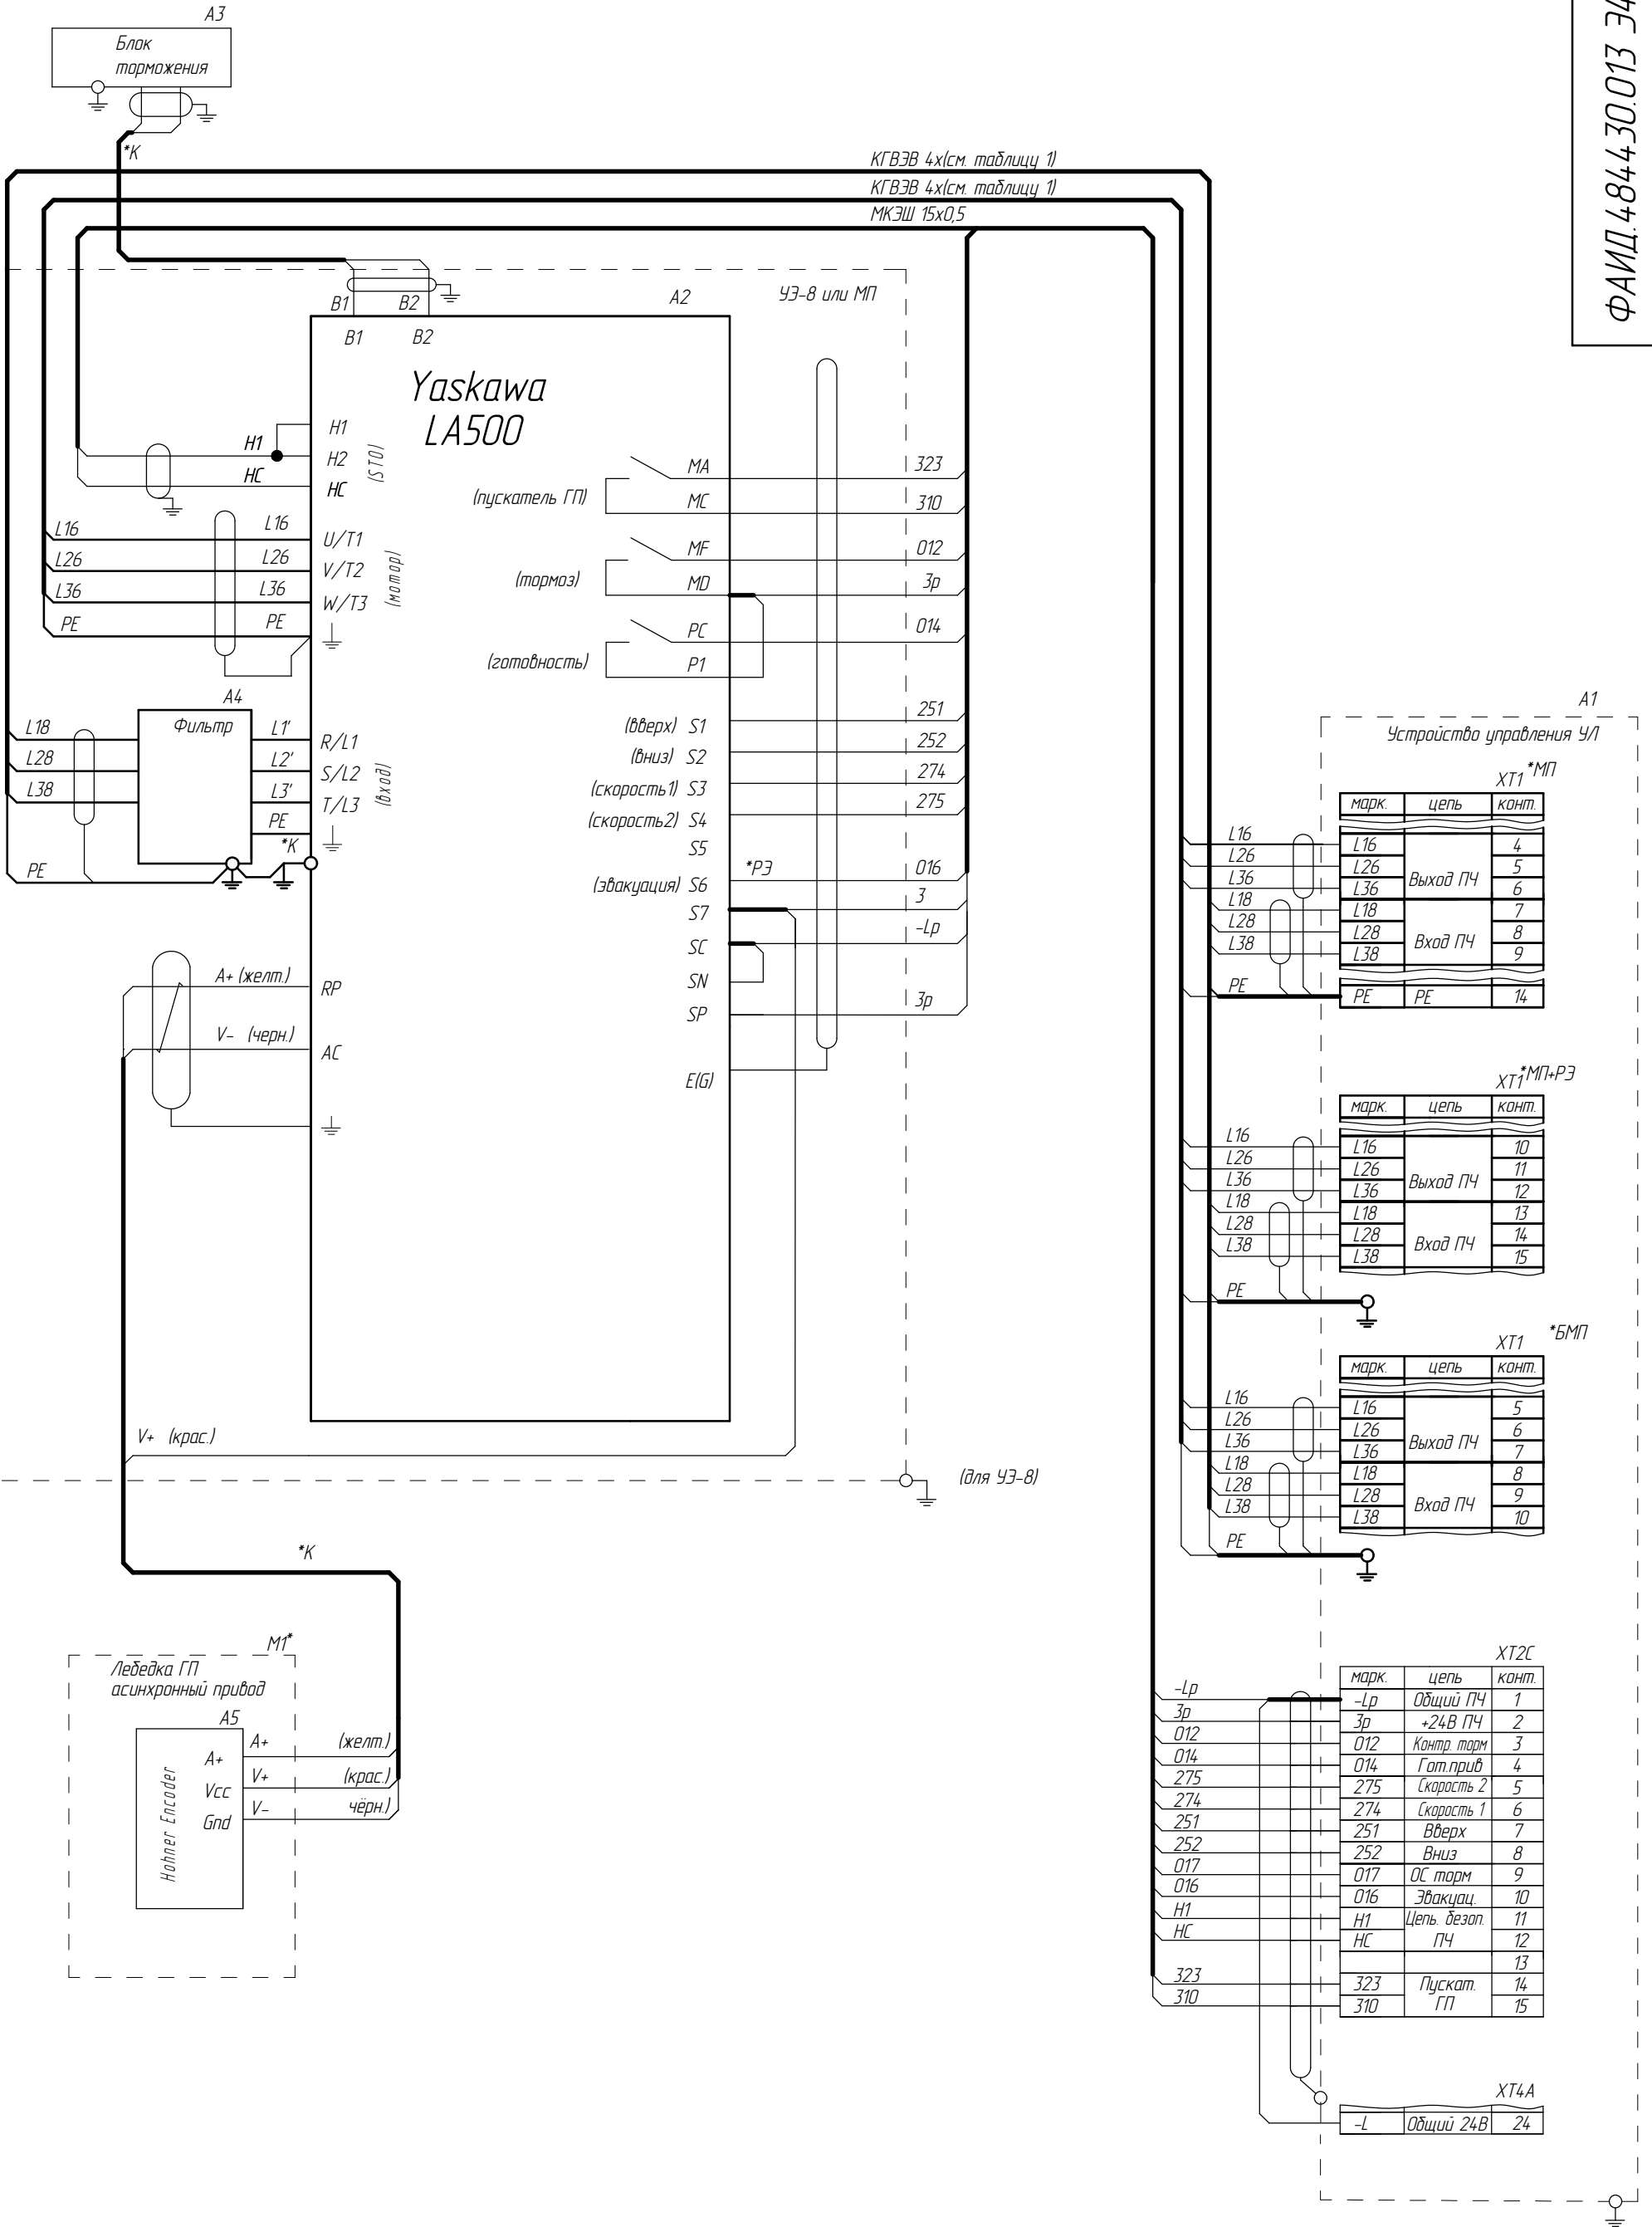 ФАИД.484430.013 Э4
А3
Блок
торможения
*К
КГВЭВ 4х(см. таблицу 1)
КГВЭВ 4х(см. таблицу 1)
МКЭШ 15х0,5
B1
B2
А2
УЭ-8 или МП
B1
B2
Yaskawa
LA500
H1
H1
H2
HC
HC
(STO)
L16
L16
U/T1
L26
L26
V/T2
L36
L36
W/T3
PE
PE
(мотор)
MA
323
(пускатель ГП)
MC
310
MF
012
(тормоз)
MD
3р
PC
014
(готовность)
P1
А4
Фильтр
L18
L1'
R/L1
L28
L2'
S/L2
L38
L3'
T/L3
PE
(вход)
*К
PE
(вверх) S1
251
(вниз) S2
252
(скорость1) S3
274
(скорость2) S4
275
S5
*РЭ
(эвакуация) S6
016
S7
3
SC
-Lp
SN
SP
3р
E(G)
A+ (желт.)
RP
V- (черн.)
AC
V+ (крас.)
(для УЭ-8)
*К
М1*
Лебедка ГП
асинхронный привод
А5
Hohner Encoder
A+
A+
(желт.)
Vcc
V+
(крас.)
Gnd
V-
чёрн.)
А1
Устройство управления УЛ
XT1 *МП
марк. цепь конт.
L16 L16 4
L26 L26 Выход ПЧ 5
L36 L36 6
L18 L18 7
L28 L28 Вход ПЧ 8
L38 L38 9
PE PE PE 14
XT1 *МП+РЭ
марк. цепь конт.
L16 L16 10
L26 L26 Выход ПЧ 11
L36 L36 12
L18 L18 13
L28 L28 Вход ПЧ 14
L38 L38 15
PE
XT1 *БМП
марк. цепь конт.
L16 L16 5
L26 L26 Выход ПЧ 6
L36 L36 7
L18 L18 8
L28 L28 Вход ПЧ 9
L38 L38 10
PE
XT2C
марк. цепь конт.
-Lp -Lp Общий ПЧ 1
3р 3р +24В ПЧ 2
012 012 Контр. торм 3
014 014 Гот.прив 4
275 275 Скорость 2 5
274 274 Скорость 1 6
251 251 Вверх 7
252 252 Вниз 8
017 017 ОС торм 9
016 016 Эвакуац. 10
H1 H1 Цепь. безоп. 11
HC HC ПЧ 12
13
323 323 Пускат. 14
310 310 ГП 15
XT4A
-L Общий 24В 24